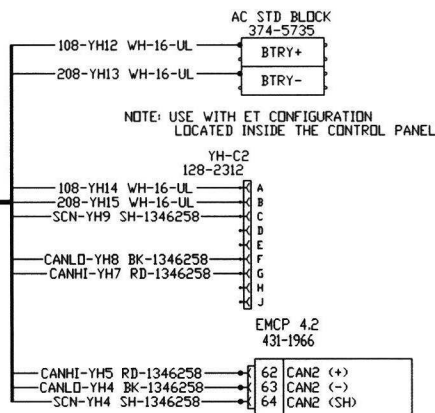 AC STD BLOCK
374-5735
108-YH12 WH-16-UL
BTRY+
208-YH13 WH-16-UL
BTRY-
NOTE: USE WITH ET CONFIGURATION
LOCATED INSIDE THE CONTROL PANEL
YH-C2
128-2312
108-YH14 WH-16-UL A
208-YH15 WH-16-UL B
SCN-YH9 SH-1346258 C
D
E
CANLO-YH8 BK-1346258 F
CANHI-YH7 RD-1346258 G
H
J
EMCP 4.2
431-1966
CANHI-YH5 RD-1346258 62 CAN2 (+)
CANLO-YH4 BK-1346258 63 CAN2 (-)
SCN-YH4 SH-1346258 64 CAN2 (SH)